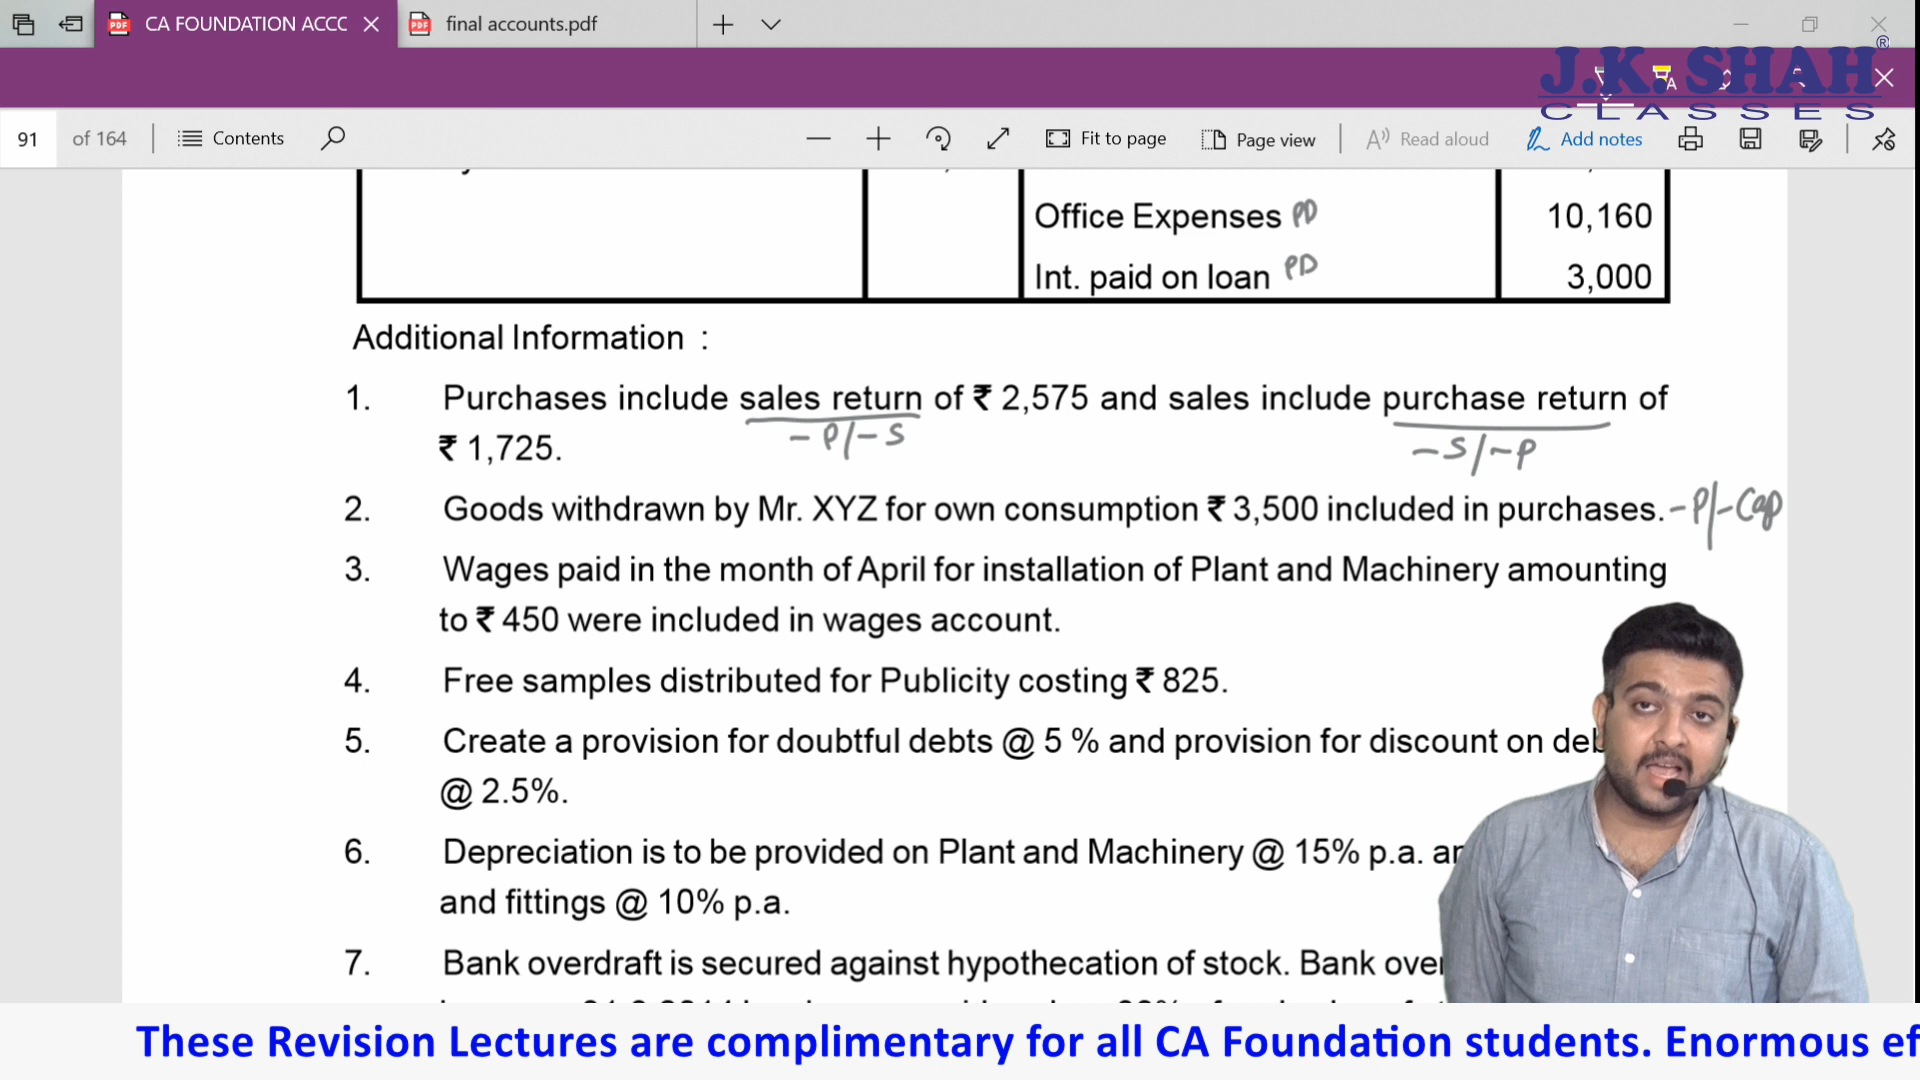 CA FOUNDATION ACCC
final accounts.pdf
J.K. SHAH®
CLASSES
91 of 164 Contents Fit to page Page view Read aloud Add notes
Office Expenses PD 10,160
Int. paid on loan PD 3,000
Additional Information :
1. Purchases include sales return of ₹ 2,575 and sales include purchase return of
₹ 1,725.
- P/- S
- S/- P
2. Goods withdrawn by Mr. XYZ for own consumption ₹ 3,500 included in purchases. - P/- Cap
3. Wages paid in the month of April for installation of Plant and Machinery amounting
to ₹ 450 were included in wages account.
4. Free samples distributed for Publicity costing ₹ 825.
5. Create a provision for doubtful debts @ 5 % and provision for discount on deb
@ 2.5%.
6. Depreciation is to be provided on Plant and Machinery @ 15% p.a. an
and fittings @ 10% p.a.
7. Bank overdraft is secured against hypothecation of stock. Bank over
These Revision Lectures are complimentary for all CA Foundation students. Enormous ef